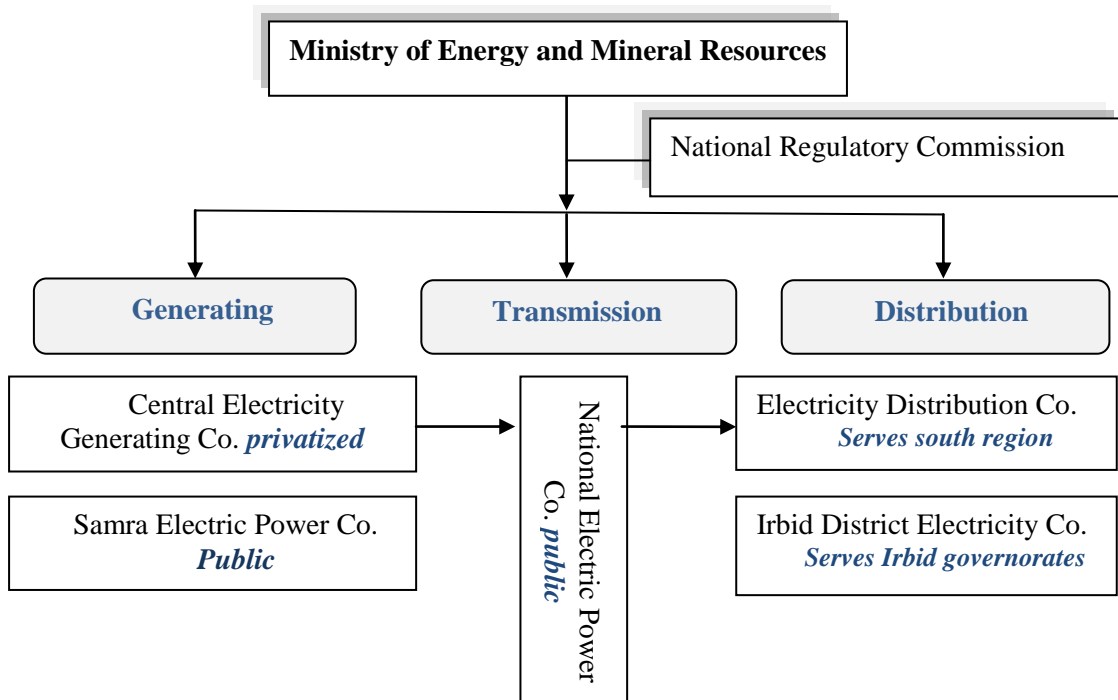 Ministry of Energy and Mineral Resources
National Regulatory Commission
Generating
Transmission
Distribution
Central Electricity
Generating Co. privatized
Samra Electric Power Co.
Public
National Electric Power
Co. public
Electricity Distribution Co.
Serves south region
Irbid District Electricity Co.
Serves Irbid governorates